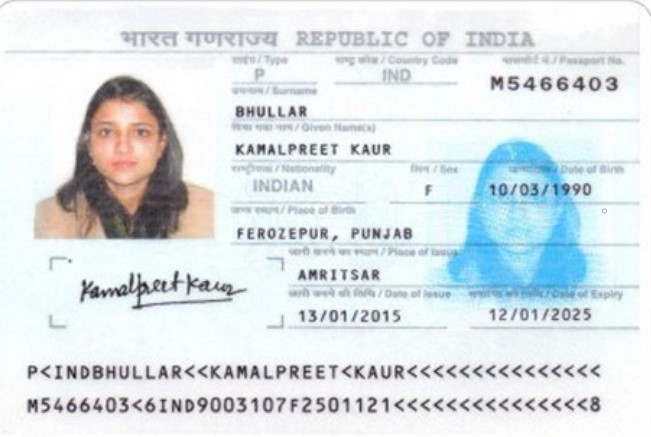 भारत गणराज्य REPUBLIC OF INDIA
टाईप / Type राष्ट्र कोड / Country Code पासपोर्ट नं. / Passport No.
P IND M5466403
उपनाम / Surname
BHULLAR
दिया गया नाम / Given Name(s)
KAMALPREET KAUR
राष्ट्रीयता / Nationality लिंग / Sex जन्मतिथि / Date of Birth
INDIAN F 10/03/1990
जन्म स्थान / Place of Birth
FEROZEPUR, PUNJAB
जारी करने का स्थान / Place of Issue
AMRITSAR
जारी करने की तिथि / Date of Issue समाप्ति की तिथि / Date of Expiry
13/01/2015 12/01/2025
Kamalpreet Kaur
P<INDBHULLAR<<KAMALPREET<KAUR<<<<<<<<<<<<<<<
M5466403<6IND9003107F2501121<<<<<<<<<<<<<<<8